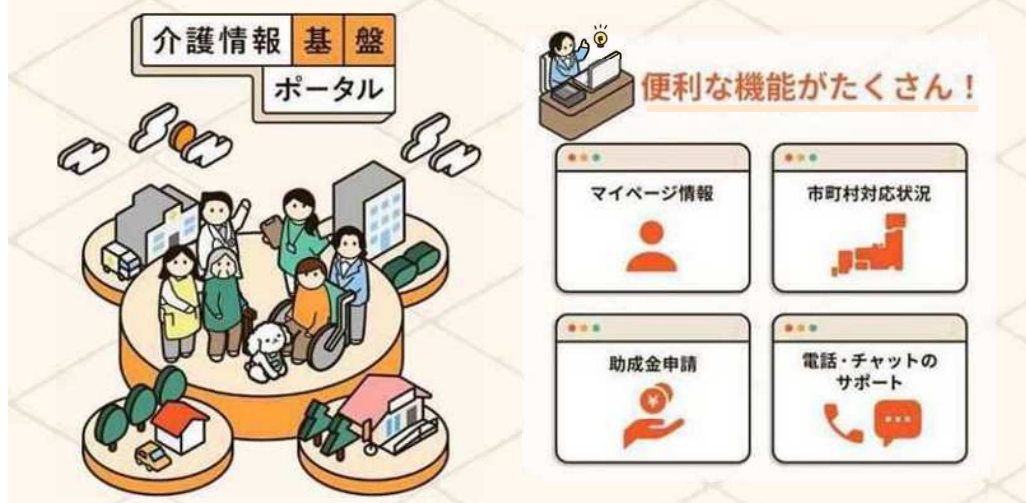 介護情報基盤
ポータル
便利な機能がたくさん！
マイページ情報
市町村対応状況
助成金申請
¥
電話・チャットの
サポート